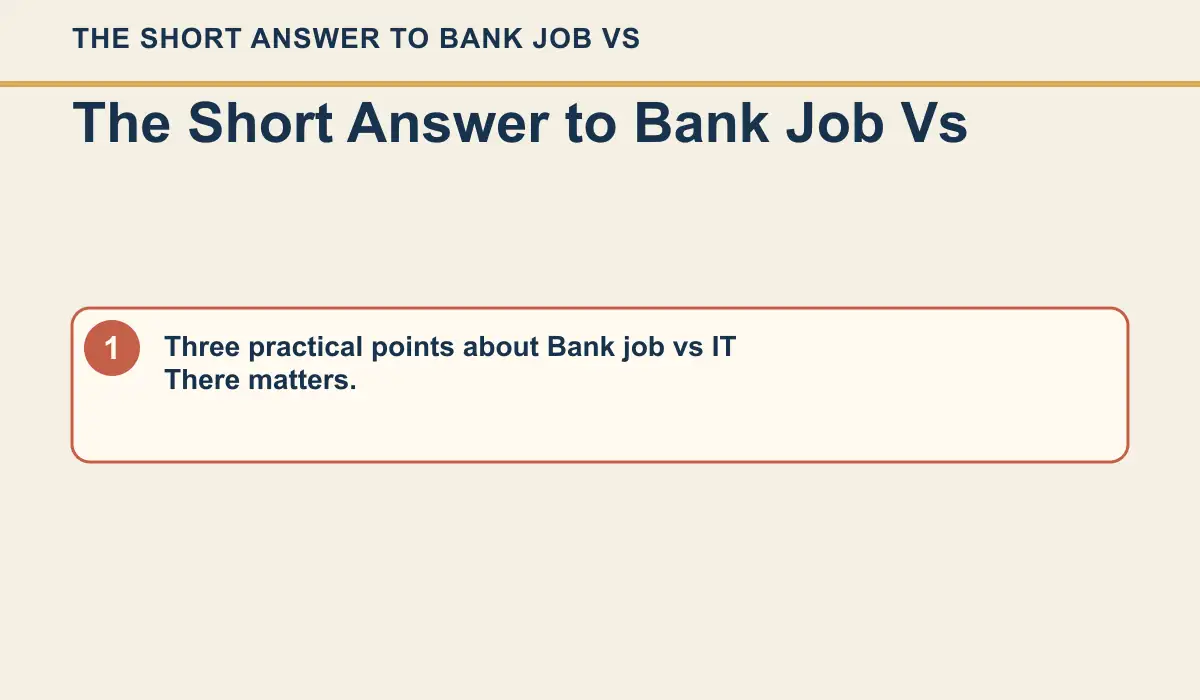 THE SHORT ANSWER TO BANK JOB VS
The Short Answer to Bank Job Vs
1
Three practical points about Bank job vs IT
There matters.